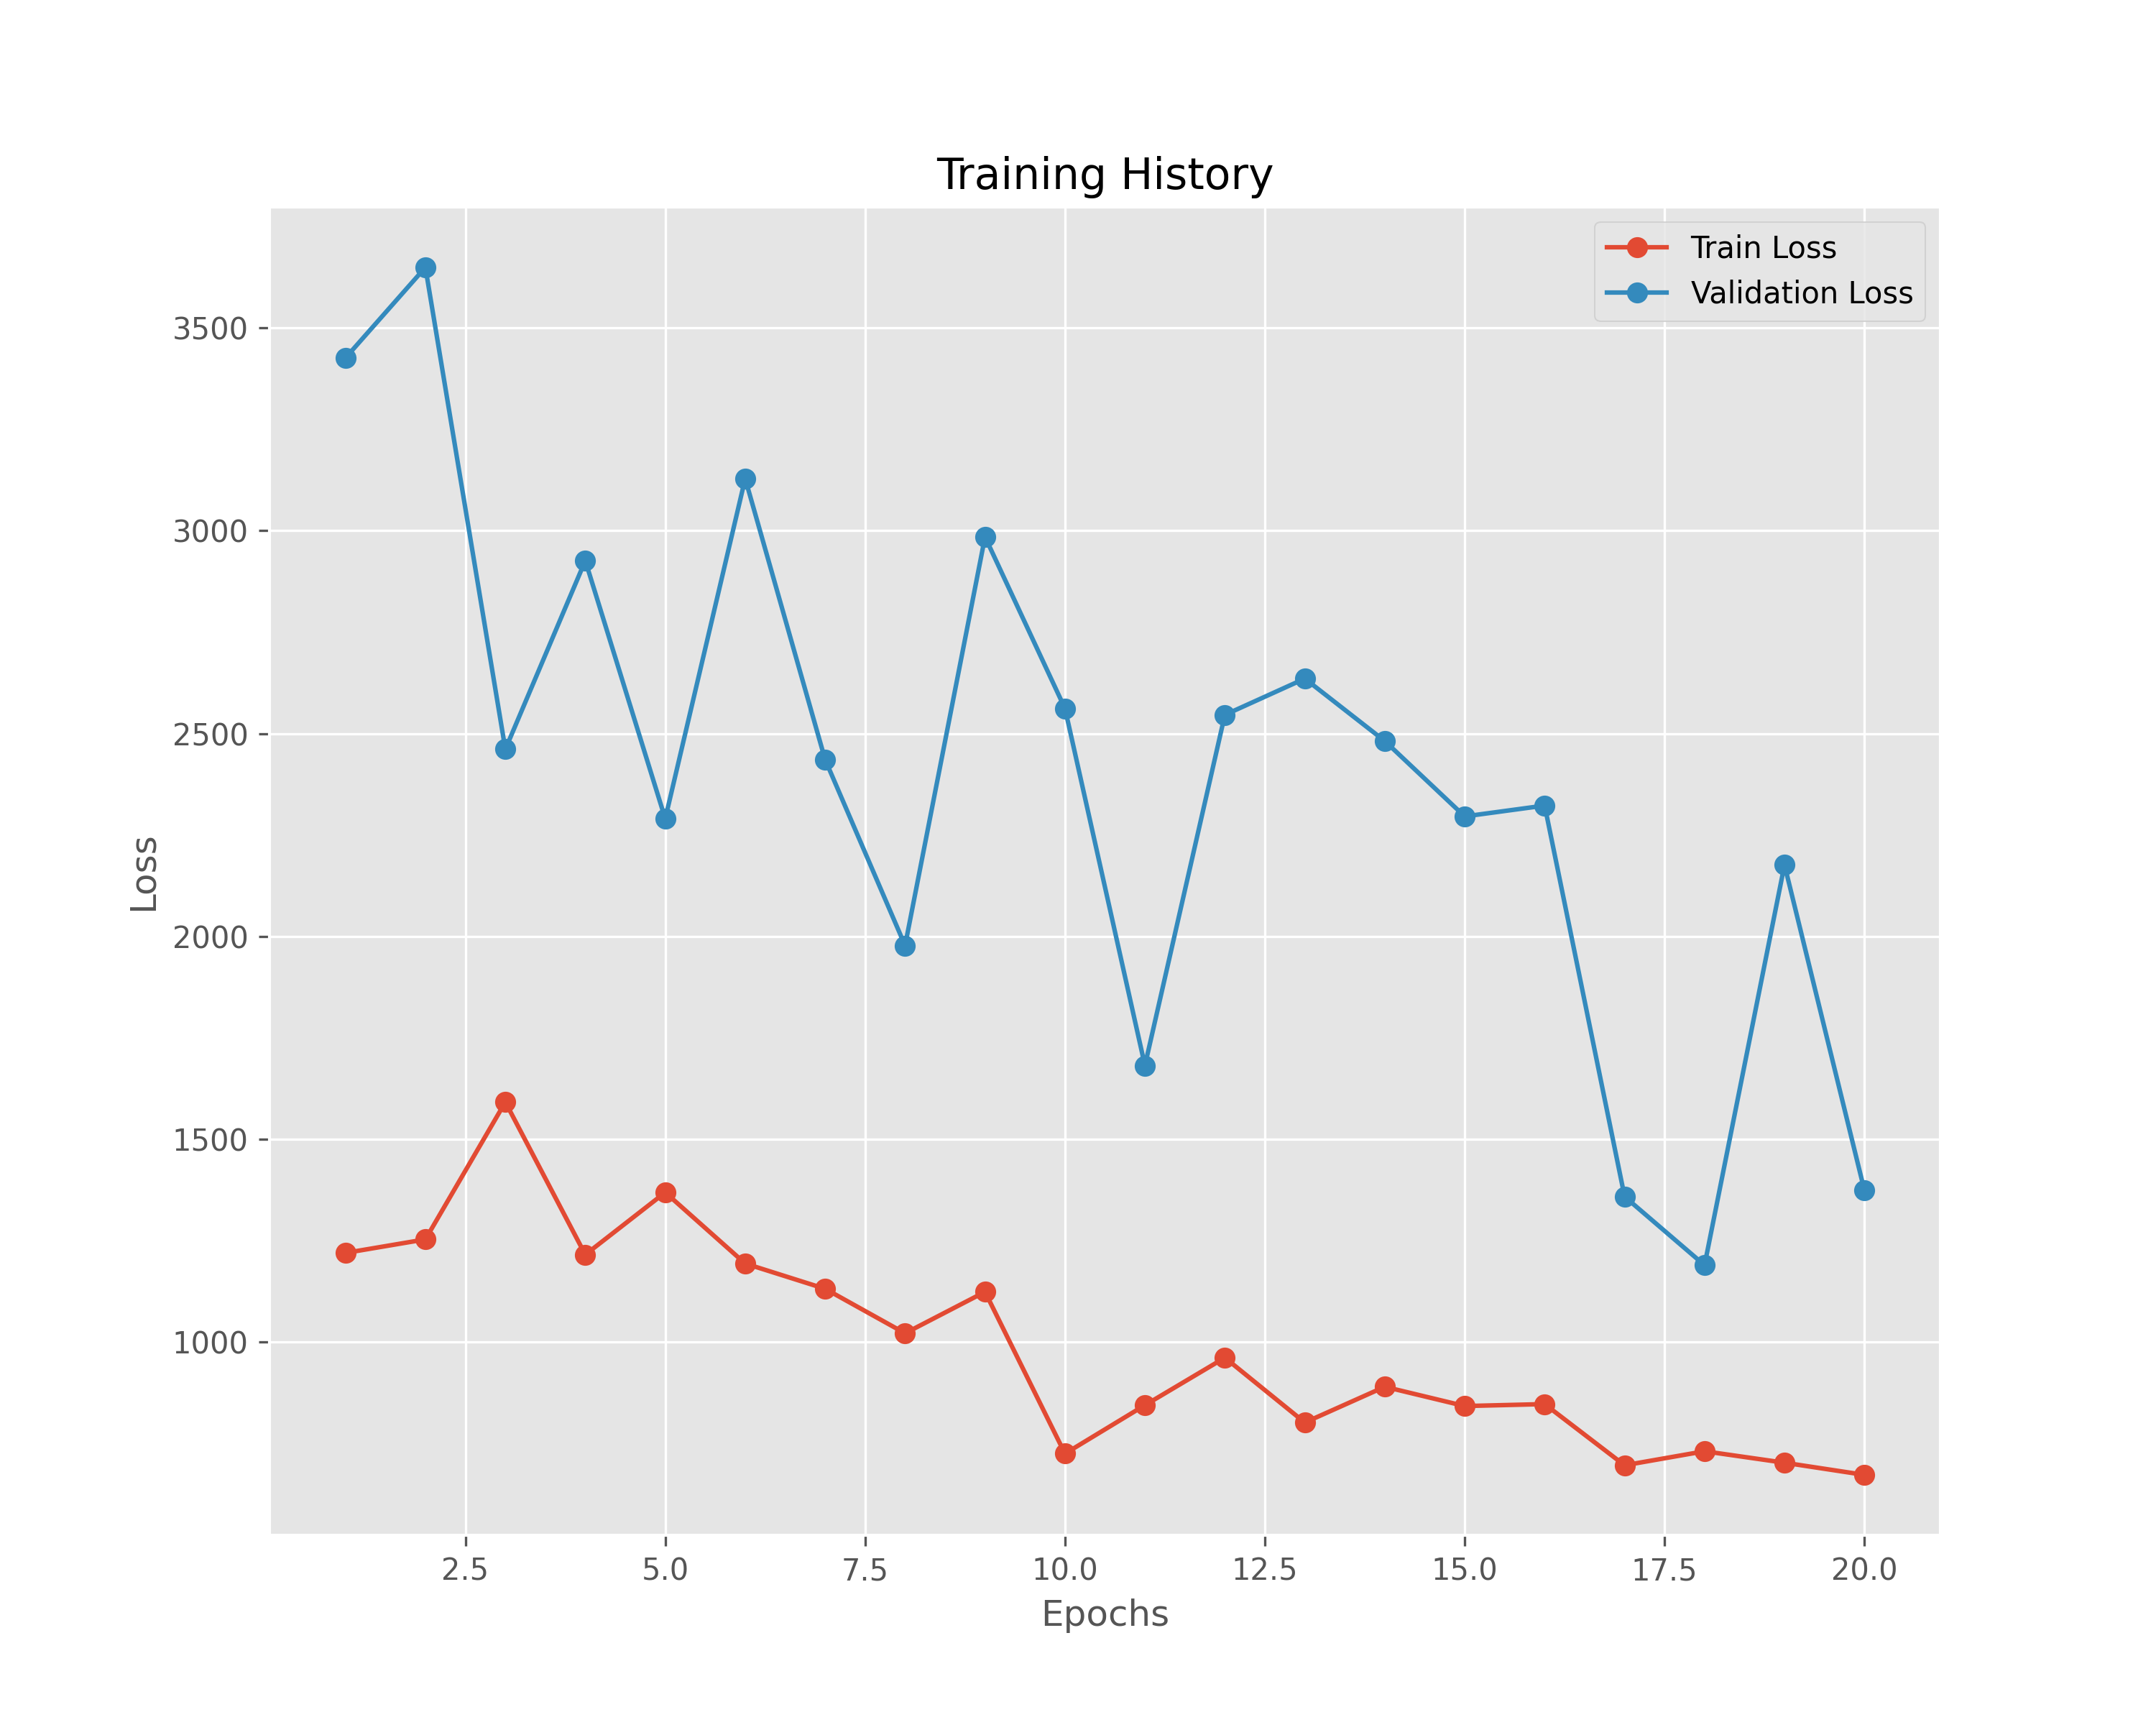 Training History
Train Loss
Validation Loss
3500
3000
2500
2000
1500
1000
Loss
2.5 5.0 7.5 10.0 12.5 15.0 17.5 20.0
Epochs